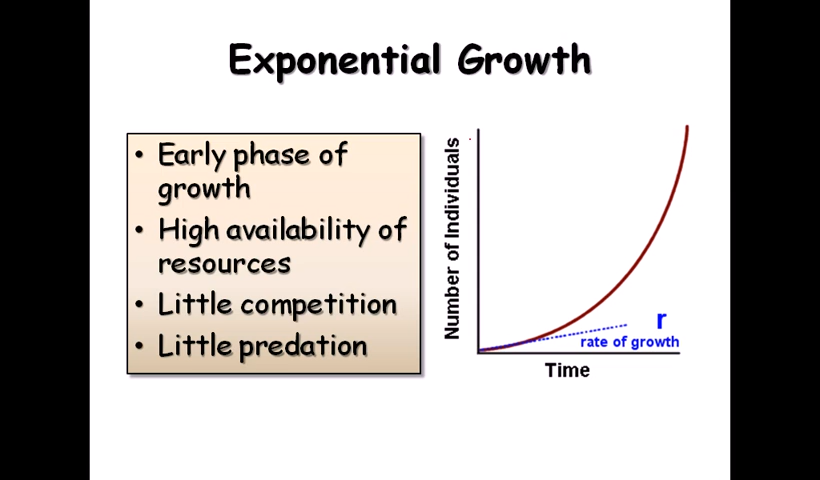 Exponential Growth
• Early phase of
growth
• High availability of
resources
• Little competition
• Little predation
Number of Individuals
r
rate of growth
Time